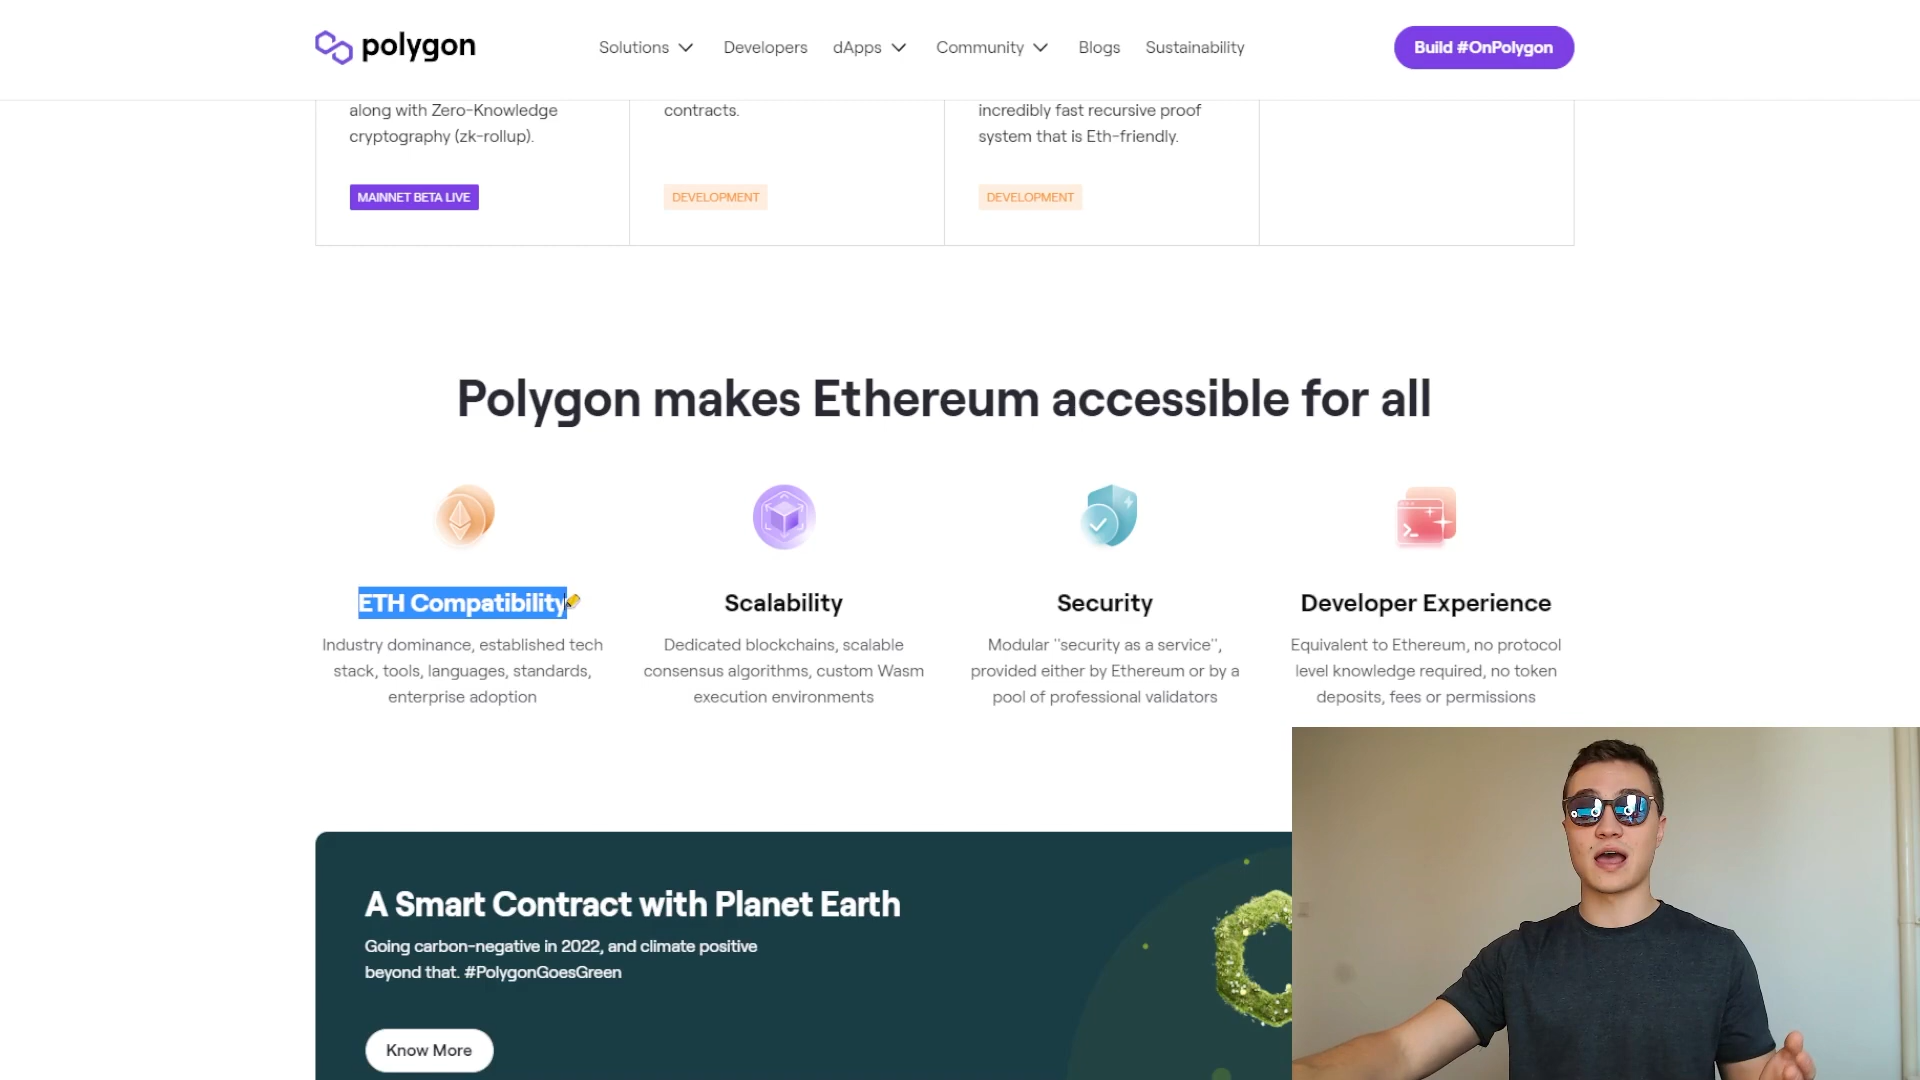 polygon
Solutions
Developers
dApps
Community
Blogs
Sustainability
Build #OnPolygon
along with Zero-Knowledge
cryptography (zk-rollup).
MAINNET BETA LIVE
contracts.
DEVELOPMENT
incredibly fast recursive proof
system that is Eth-friendly.
DEVELOPMENT
Polygon makes Ethereum accessible for all
ETH Compatibility
Industry dominance, established tech
stack, tools, languages, standards,
enterprise adoption
Scalability
Dedicated blockchains, scalable
consensus algorithms, custom Wasm
execution environments
Security
Modular "security as a service",
provided either by Ethereum or by a
pool of professional validators
Developer Experience
Equivalent to Ethereum, no protocol
level knowledge required, no token
deposits, fees or permissions
A Smart Contract with Planet Earth
Going carbon-negative in 2022, and climate positive
beyond that. #PolygonGoesGreen
Know More